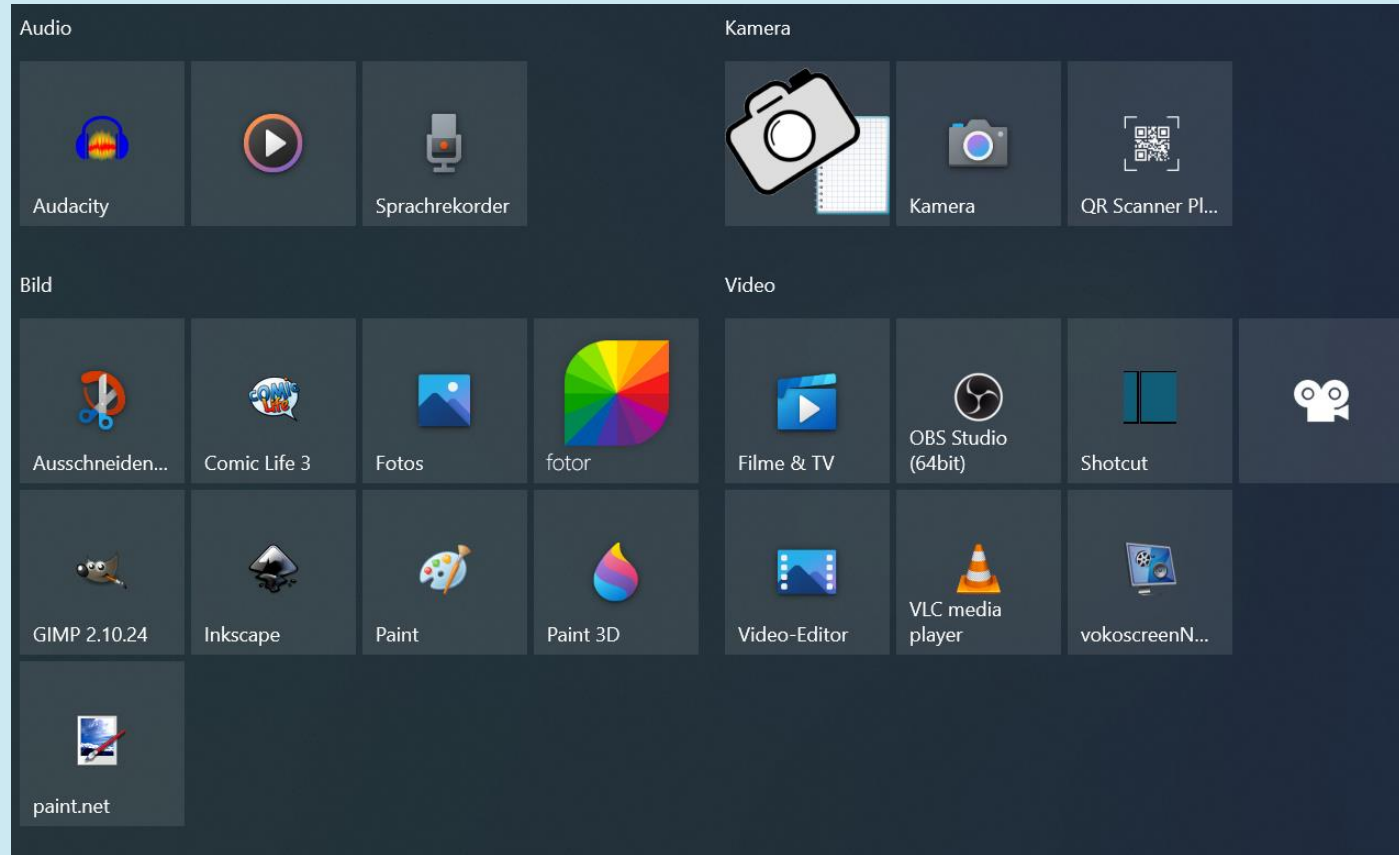 Audio
Kamera
Audacity
Sprachrekorder
Kamera
QR Scanner Pl...
Bild
Video
COMIC
Life
Ausschneiden...
Comic Life 3
Fotos
fotor
Filme & TV
OBS Studio
(64bit)
Shotcut
GIMP 2.10.24
Inkscape
Paint
Paint 3D
Video-Editor
VLC media
player
vokoscreenN...
paint.net